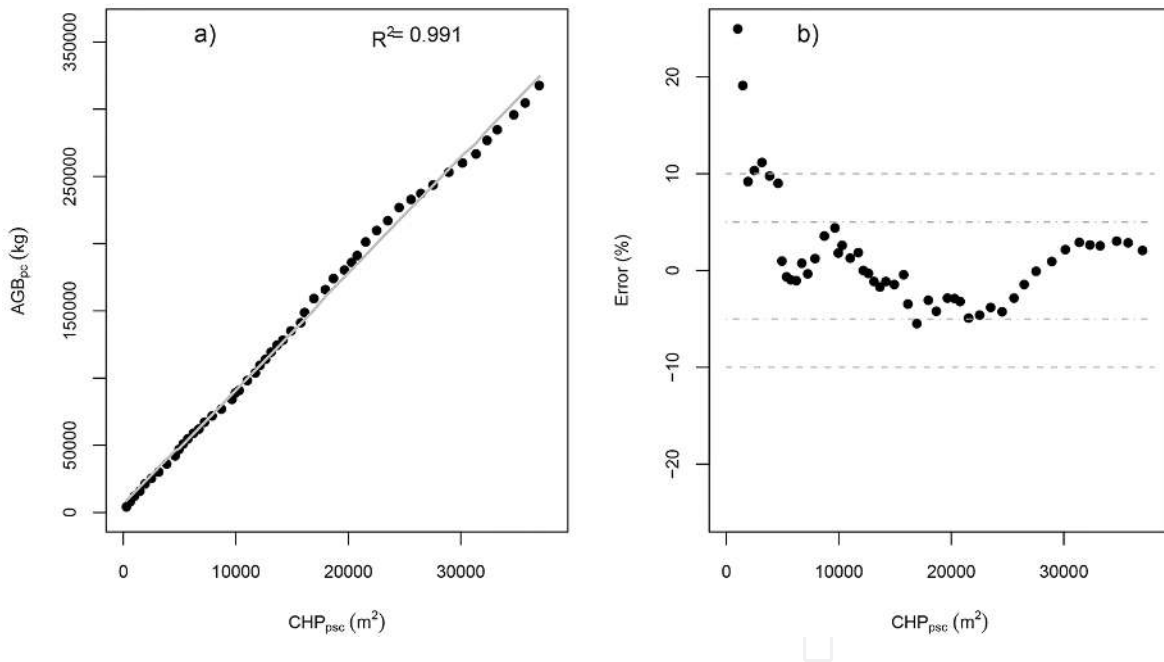 a)
R²= 0.991
350000
250000
150000
50000
0
AGBpc (kg)
0 10000 20000 30000
CHPpsc (m²)
b)
20
10
0
−10
−20
Error (%)
0 10000 20000 30000
CHPpsc (m²)